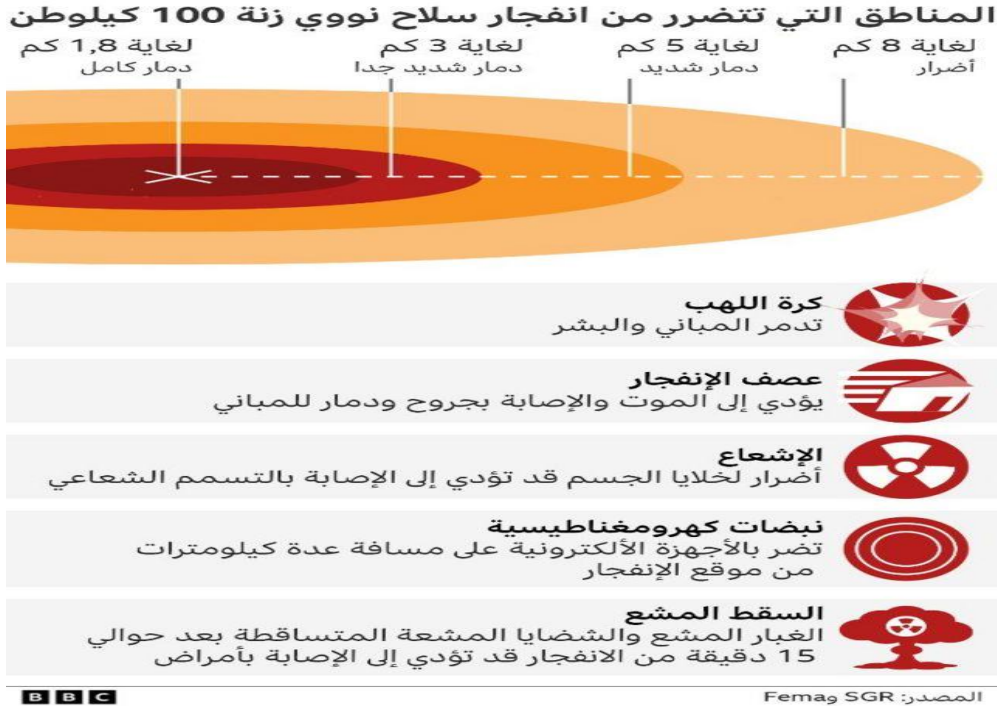 المناطق التي تتضرر من انفجار سلاح نووي زنة 100 كيلوطن
لغاية 8 كم
أضرار
لغاية 5 كم
دمار شديد
لغاية 3 كم
دمار شديد جدا
لغاية 1,8 كم
دمار كامل
كرة اللهب
تدمر المباني والبشر
عصف الإنفجار
يؤدي إلى الموت والإصابة بجروح ودمار للمباني
الإشعاع
أضرار لخلايا الجسم قد تؤدي إلى الإصابة بالتسمم الشعاعي
نبضات كهرومغناطيسية
تضر بالأجهزة الألكترونية على مسافة عدة كيلومترات
من موقع الإنفجار
السقط المشع
الغبار المشع والشضايا المشعة المتساقطة بعد حوالي
15 دقيقة من الانفجار قد تؤدي إلى الإصابة بأمراض
المصدر: SGR وFema
BBC